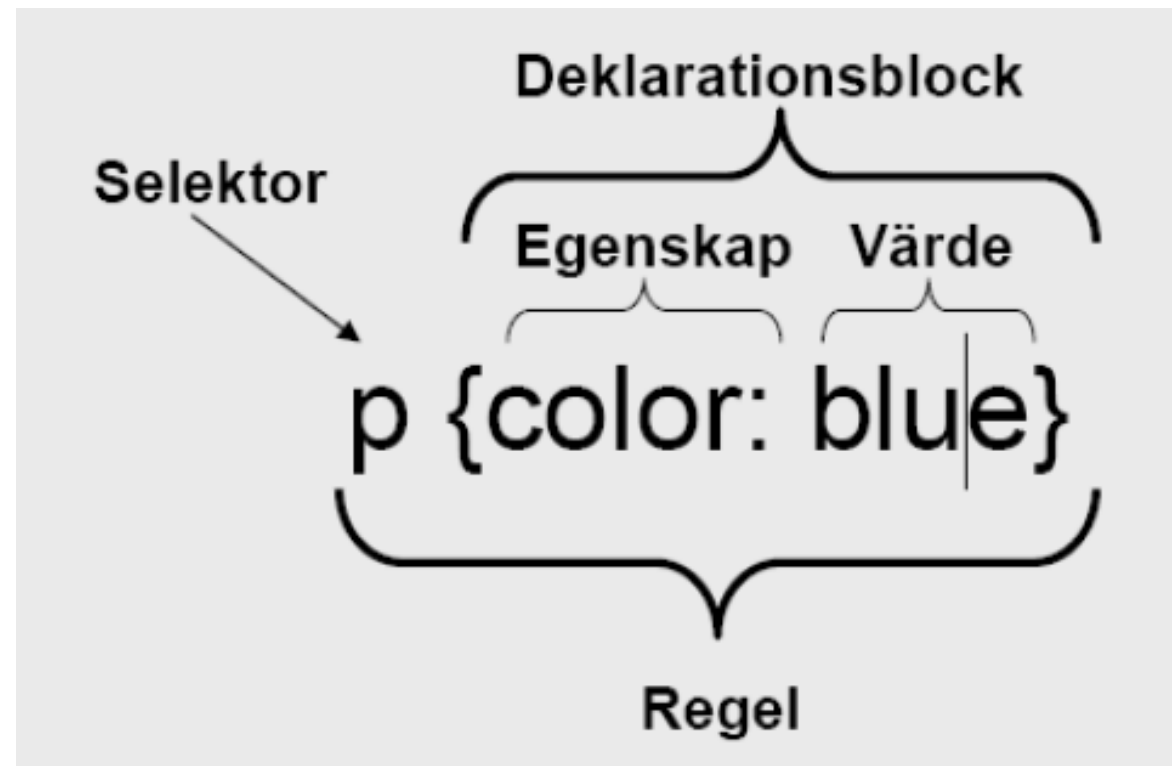 Deklarationsblock
Selektor
Egenskap Värde
p {color: blue}
Regel